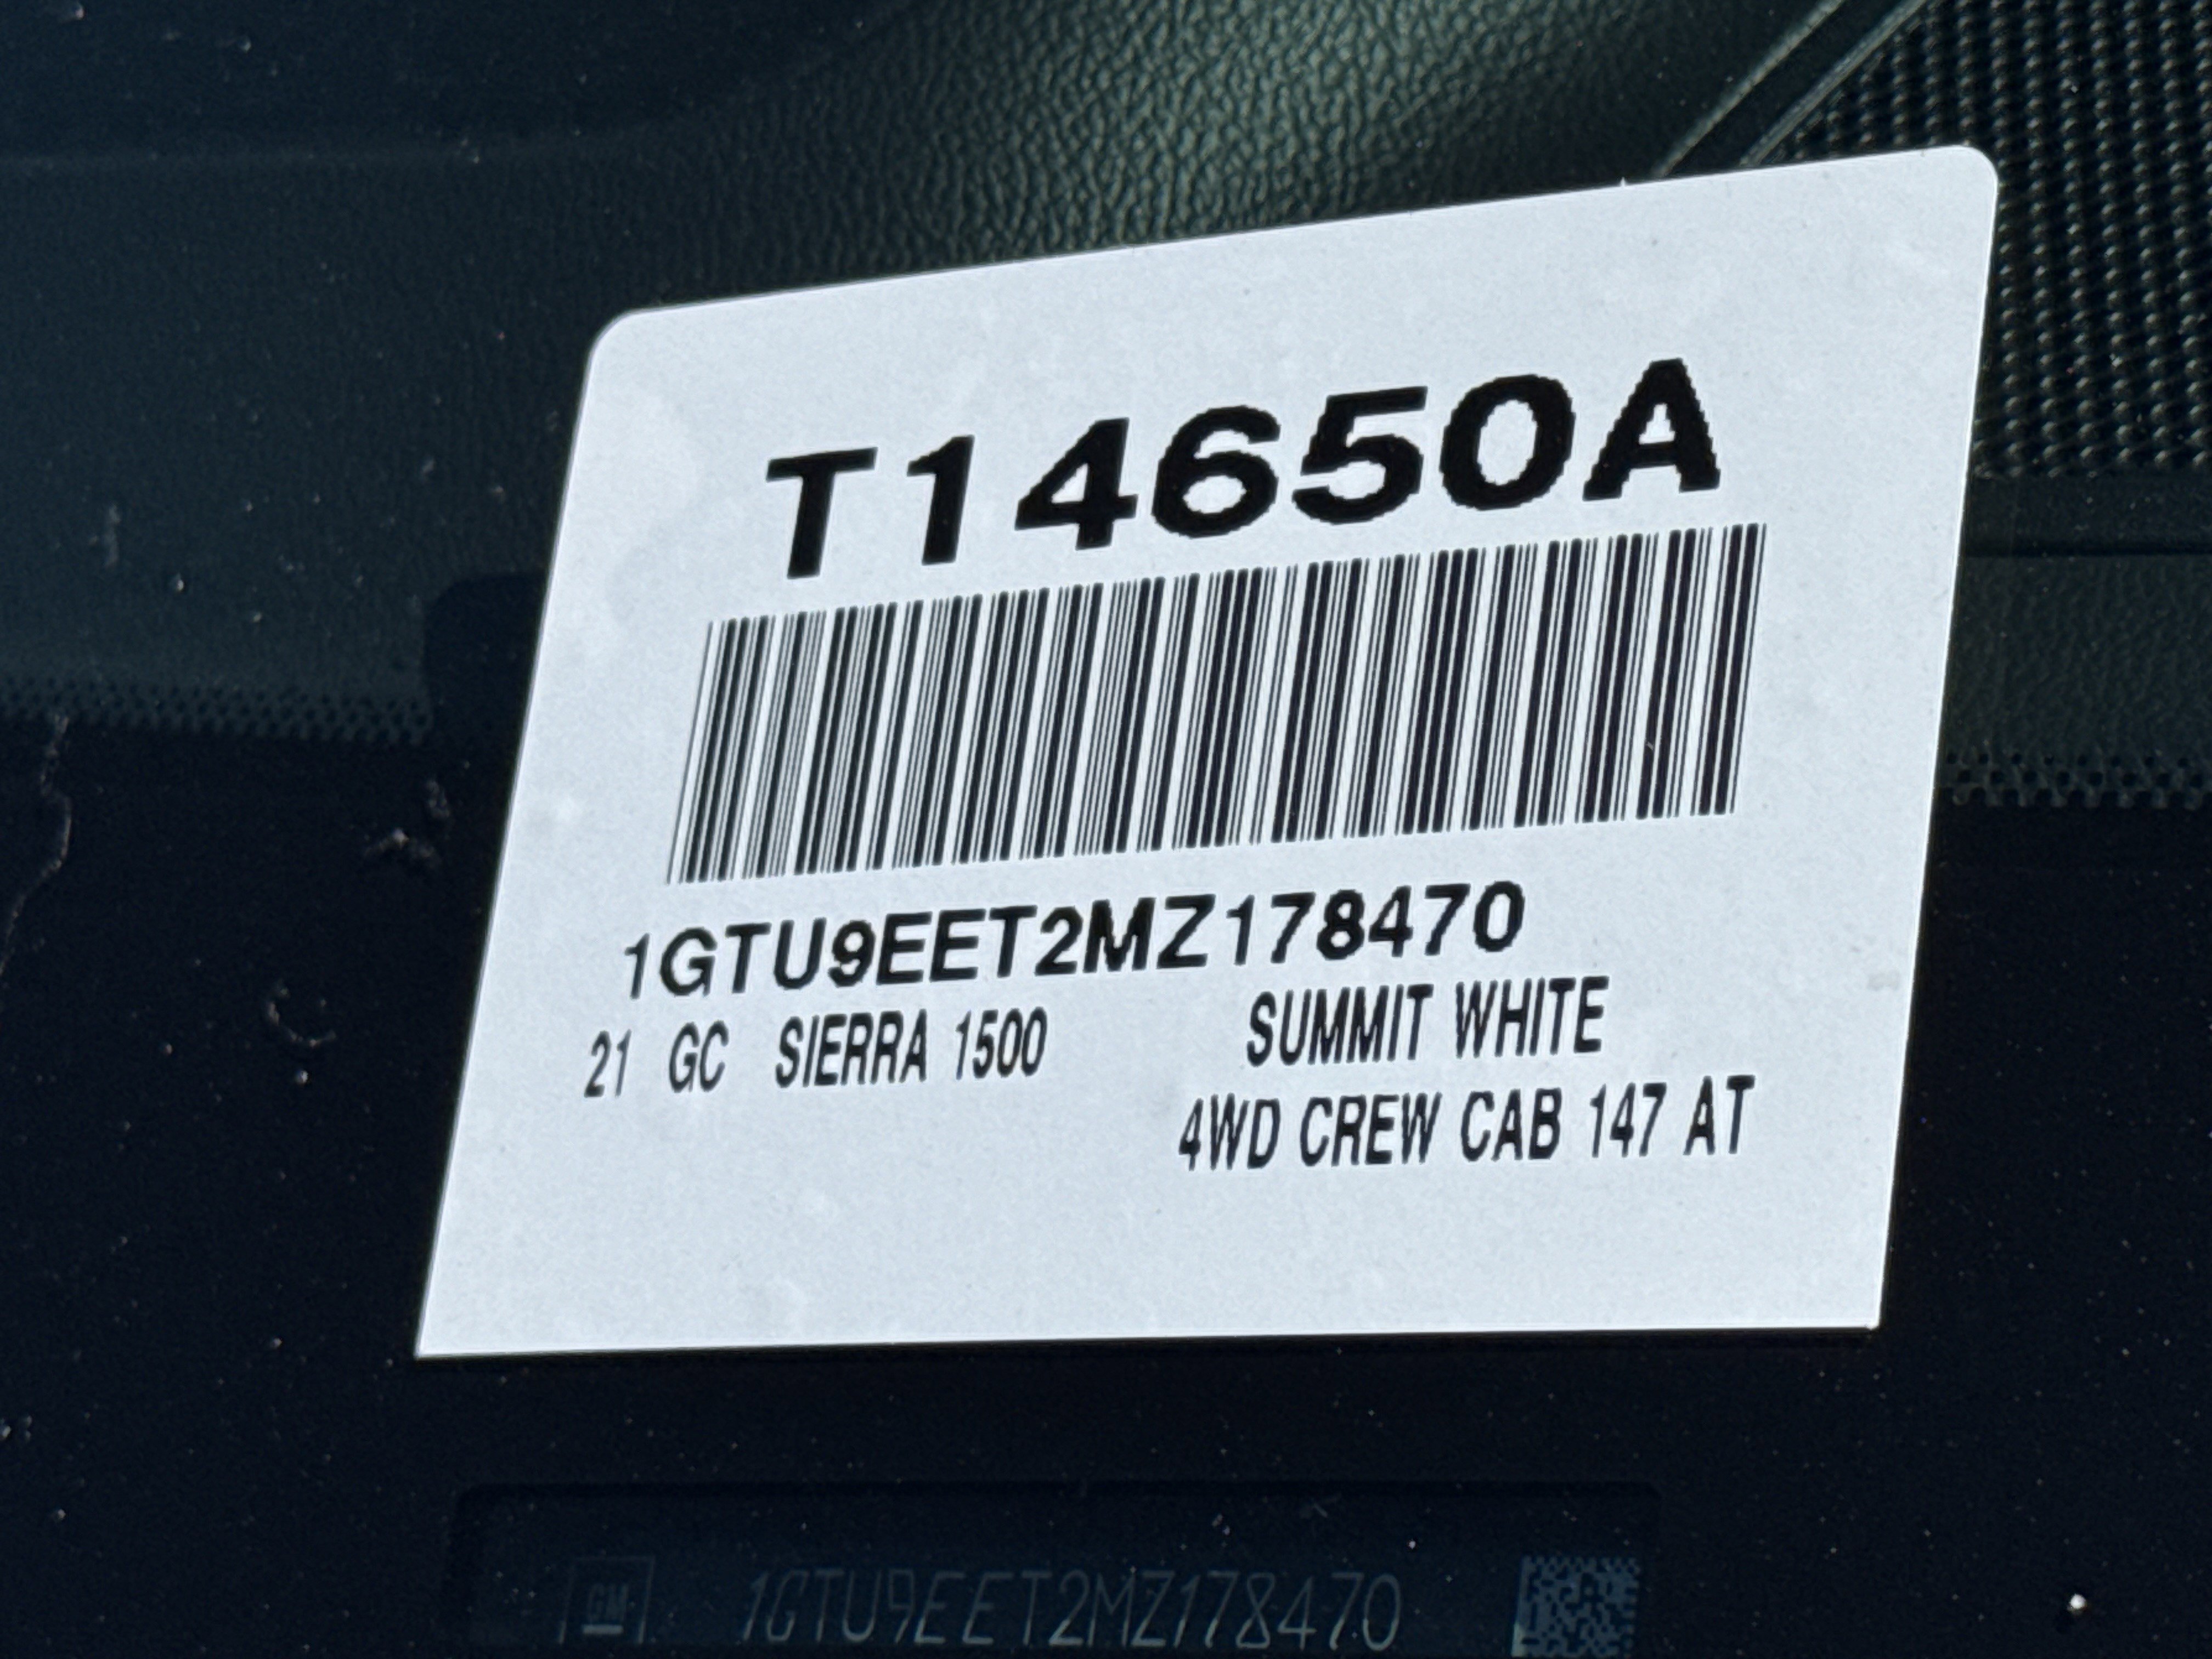 T14650A
1GTU9EET2MZ178470
21 GC SIERRA 1500 SUMMIT WHITE
4WD CREW CAB 147 AT
GM 1GTU9EET2MZ178470